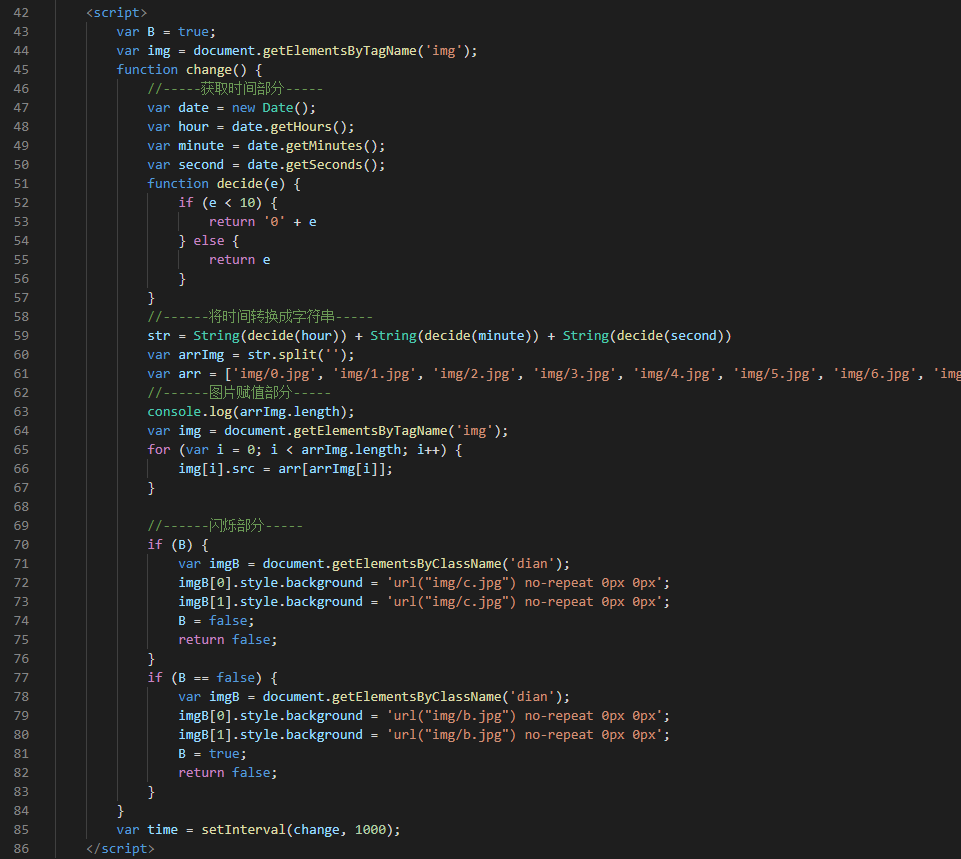 42 <script>
43 var B = true;
44 var img = document.getElementsByTagName('img');
45 function change() {
46 //-----获取时间部分-----
47 var date = new Date();
48 var hour = date.getHours();
49 var minute = date.getMinutes();
50 var second = date.getSeconds();
51 function decide(e) {
52 if (e < 10) {
53 return '0' + e
54 } else {
55 return e
56 }
57 }
58 //------将时间转换成字符串-----
59 str = String(decide(hour)) + String(decide(minute)) + String(decide(second))
60 var arrImg = str.split('');
61 var arr = ['img/0.jpg', 'img/1.jpg', 'img/2.jpg', 'img/3.jpg', 'img/4.jpg', 'img/5.jpg', 'img/6.jpg', 'img
62 //------图片赋值部分-----
63 console.log(arrImg.length);
64 var img = document.getElementsByTagName('img');
65 for (var i = 0; i < arrImg.length; i++) {
66 img[i].src = arr[arrImg[i]];
67 }
68
69 //------闪烁部分-----
70 if (B) {
71 var imgB = document.getElementsByClassName('dian');
72 imgB[0].style.background = 'url("img/c.jpg") no-repeat 0px 0px';
73 imgB[1].style.background = 'url("img/c.jpg") no-repeat 0px 0px';
74 B = false;
75 return false;
76 }
77 if (B == false) {
78 var imgB = document.getElementsByClassName('dian');
79 imgB[0].style.background = 'url("img/b.jpg") no-repeat 0px 0px';
80 imgB[1].style.background = 'url("img/b.jpg") no-repeat 0px 0px';
81 B = true;
82 return false;
83 }
84 }
85 var time = setInterval(change, 1000);
86 </script>